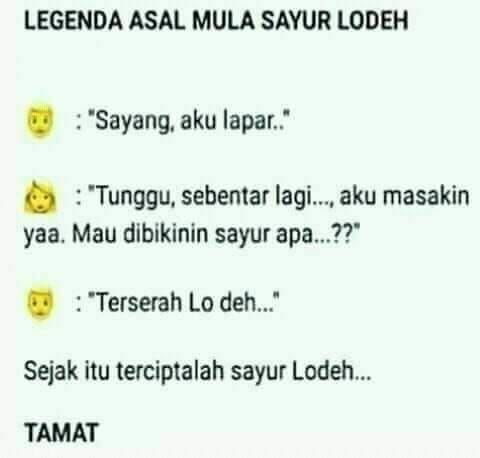 LEGENDA ASAL MULA SAYUR LODEH
: "Sayang, aku lapar.."
: "Tunggu, sebentar lagi..., aku masakin
yaa. Mau dibikinin sayur apa...??"
: "Terserah Lo deh..."
Sejak itu terciptalah sayur Lodeh...
TAMAT